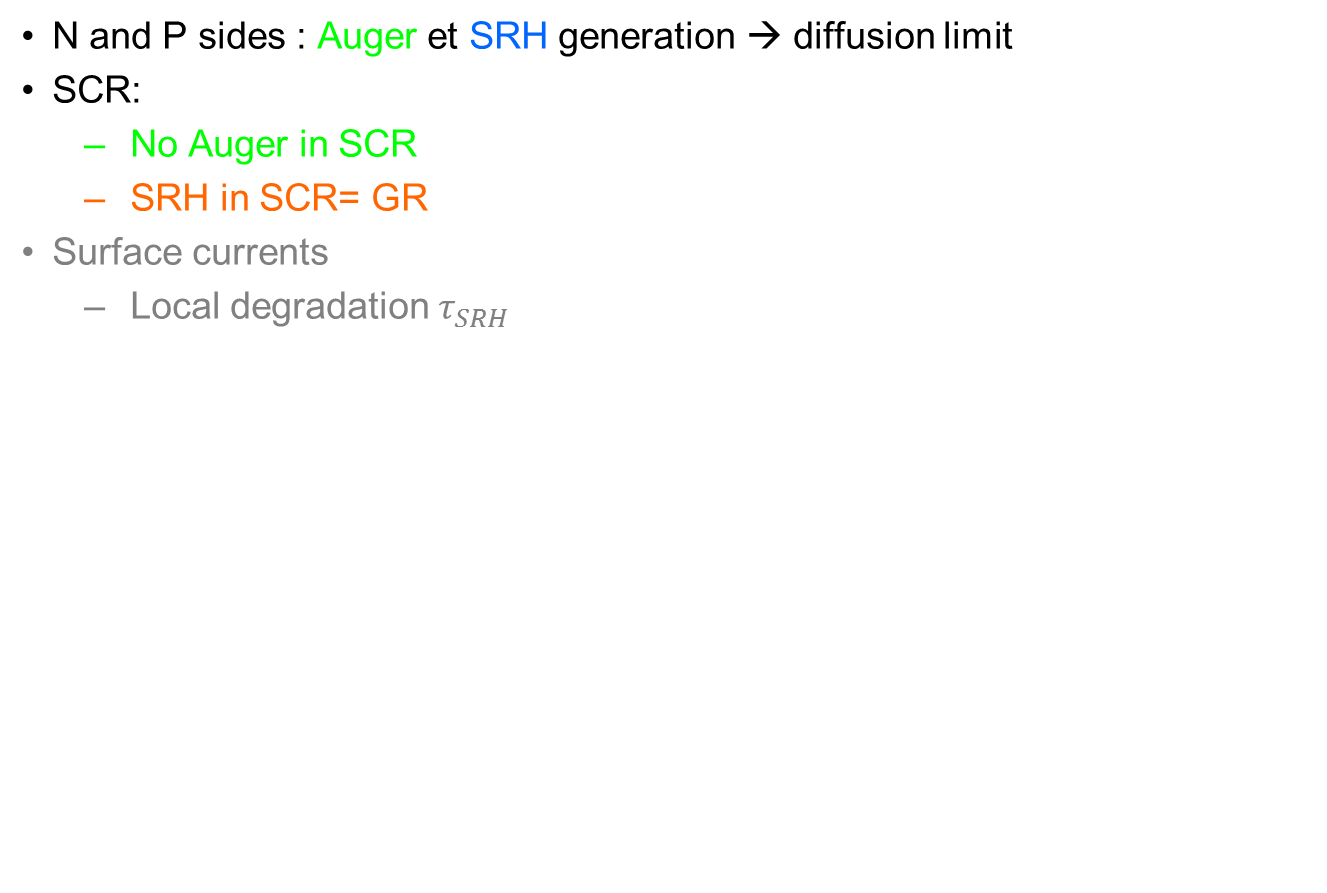 • N and P sides : Auger et SRH generation → diffusion limit
• SCR:
– No Auger in SCR
– SRH in SCR= GR
• Surface currents
– Local degradation τ_SRH